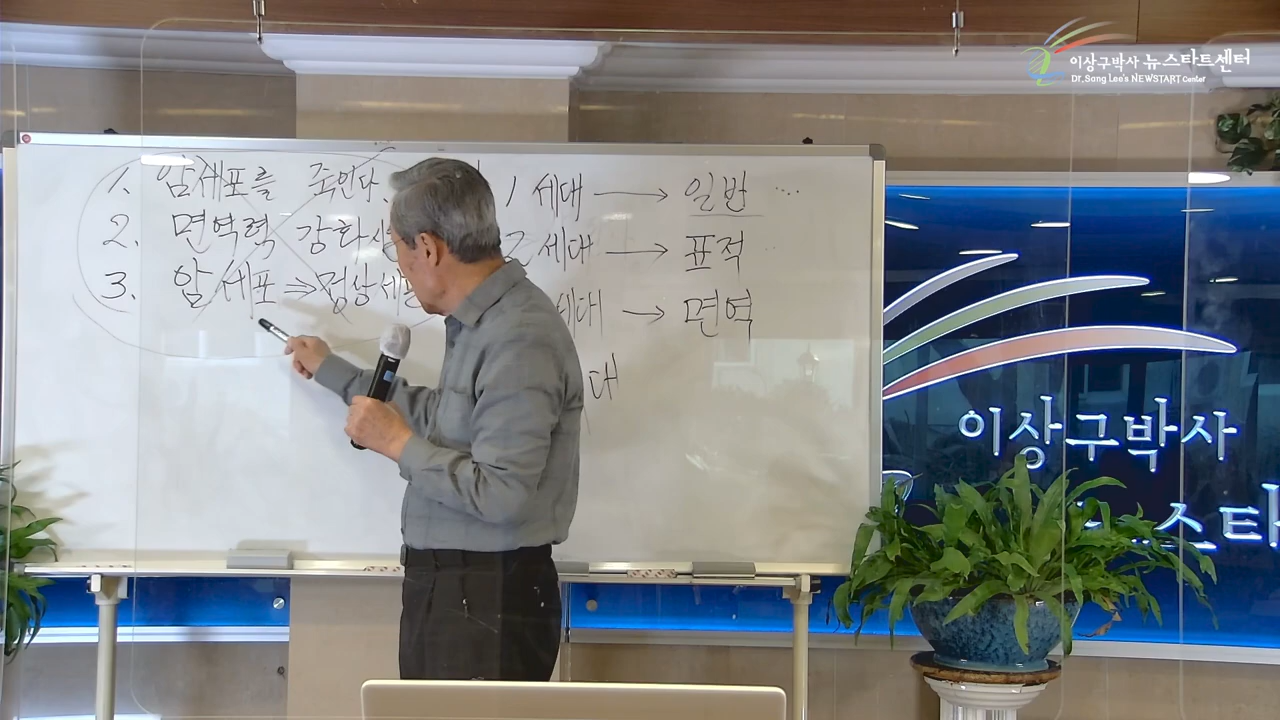 이상구박사 뉴스타트센터
Dr. Sang Lee's NEWSTART Center
1. 암세포를 죽인다.
2. 면역력 강화
3. 암세포 ⇒ 정상세포
1세대 → 일반 ...
2세대 → 표적 ..
세대 → 면역
대
이상구박사
스타